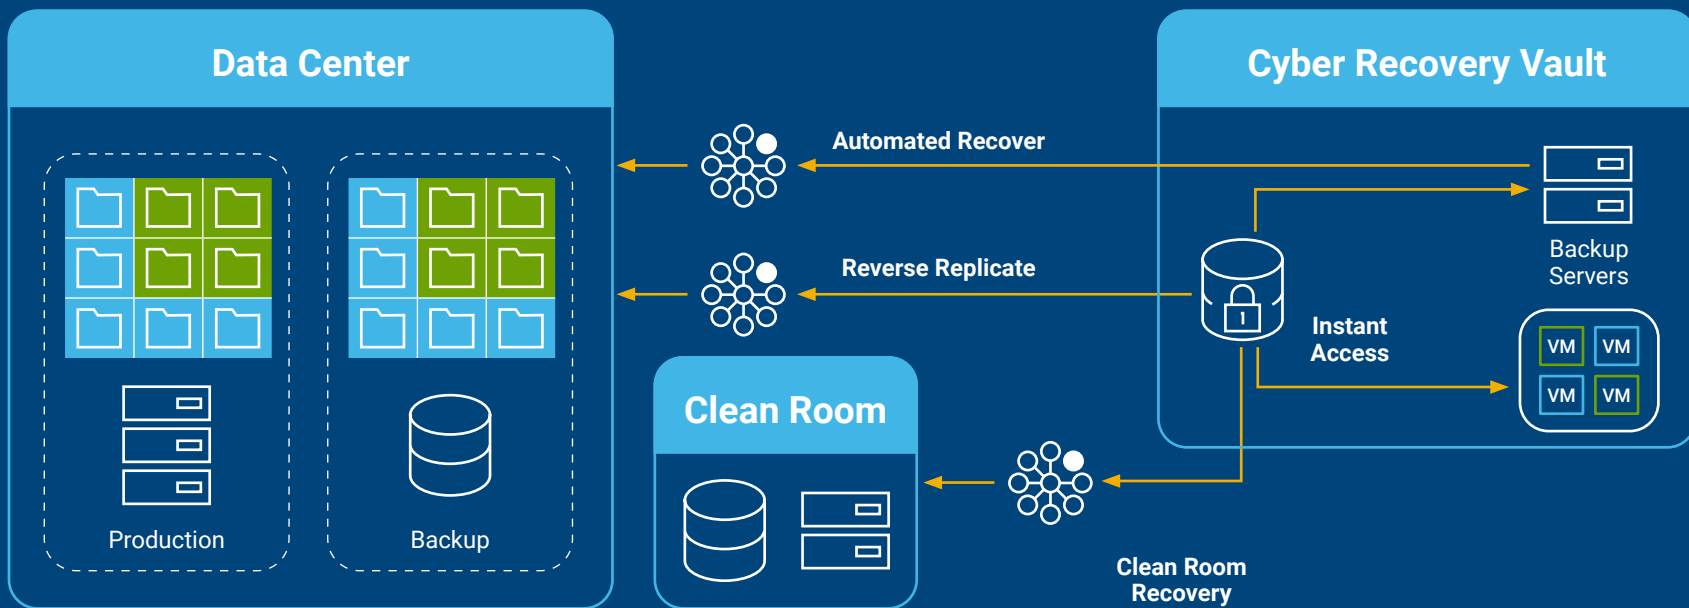 Data Center
Cyber Recovery Vault
Automated Recover
Backup
Servers
Reverse Replicate
Instant
Access
VM VM
VM VM
Clean Room
Production
Backup
Clean Room
Recovery